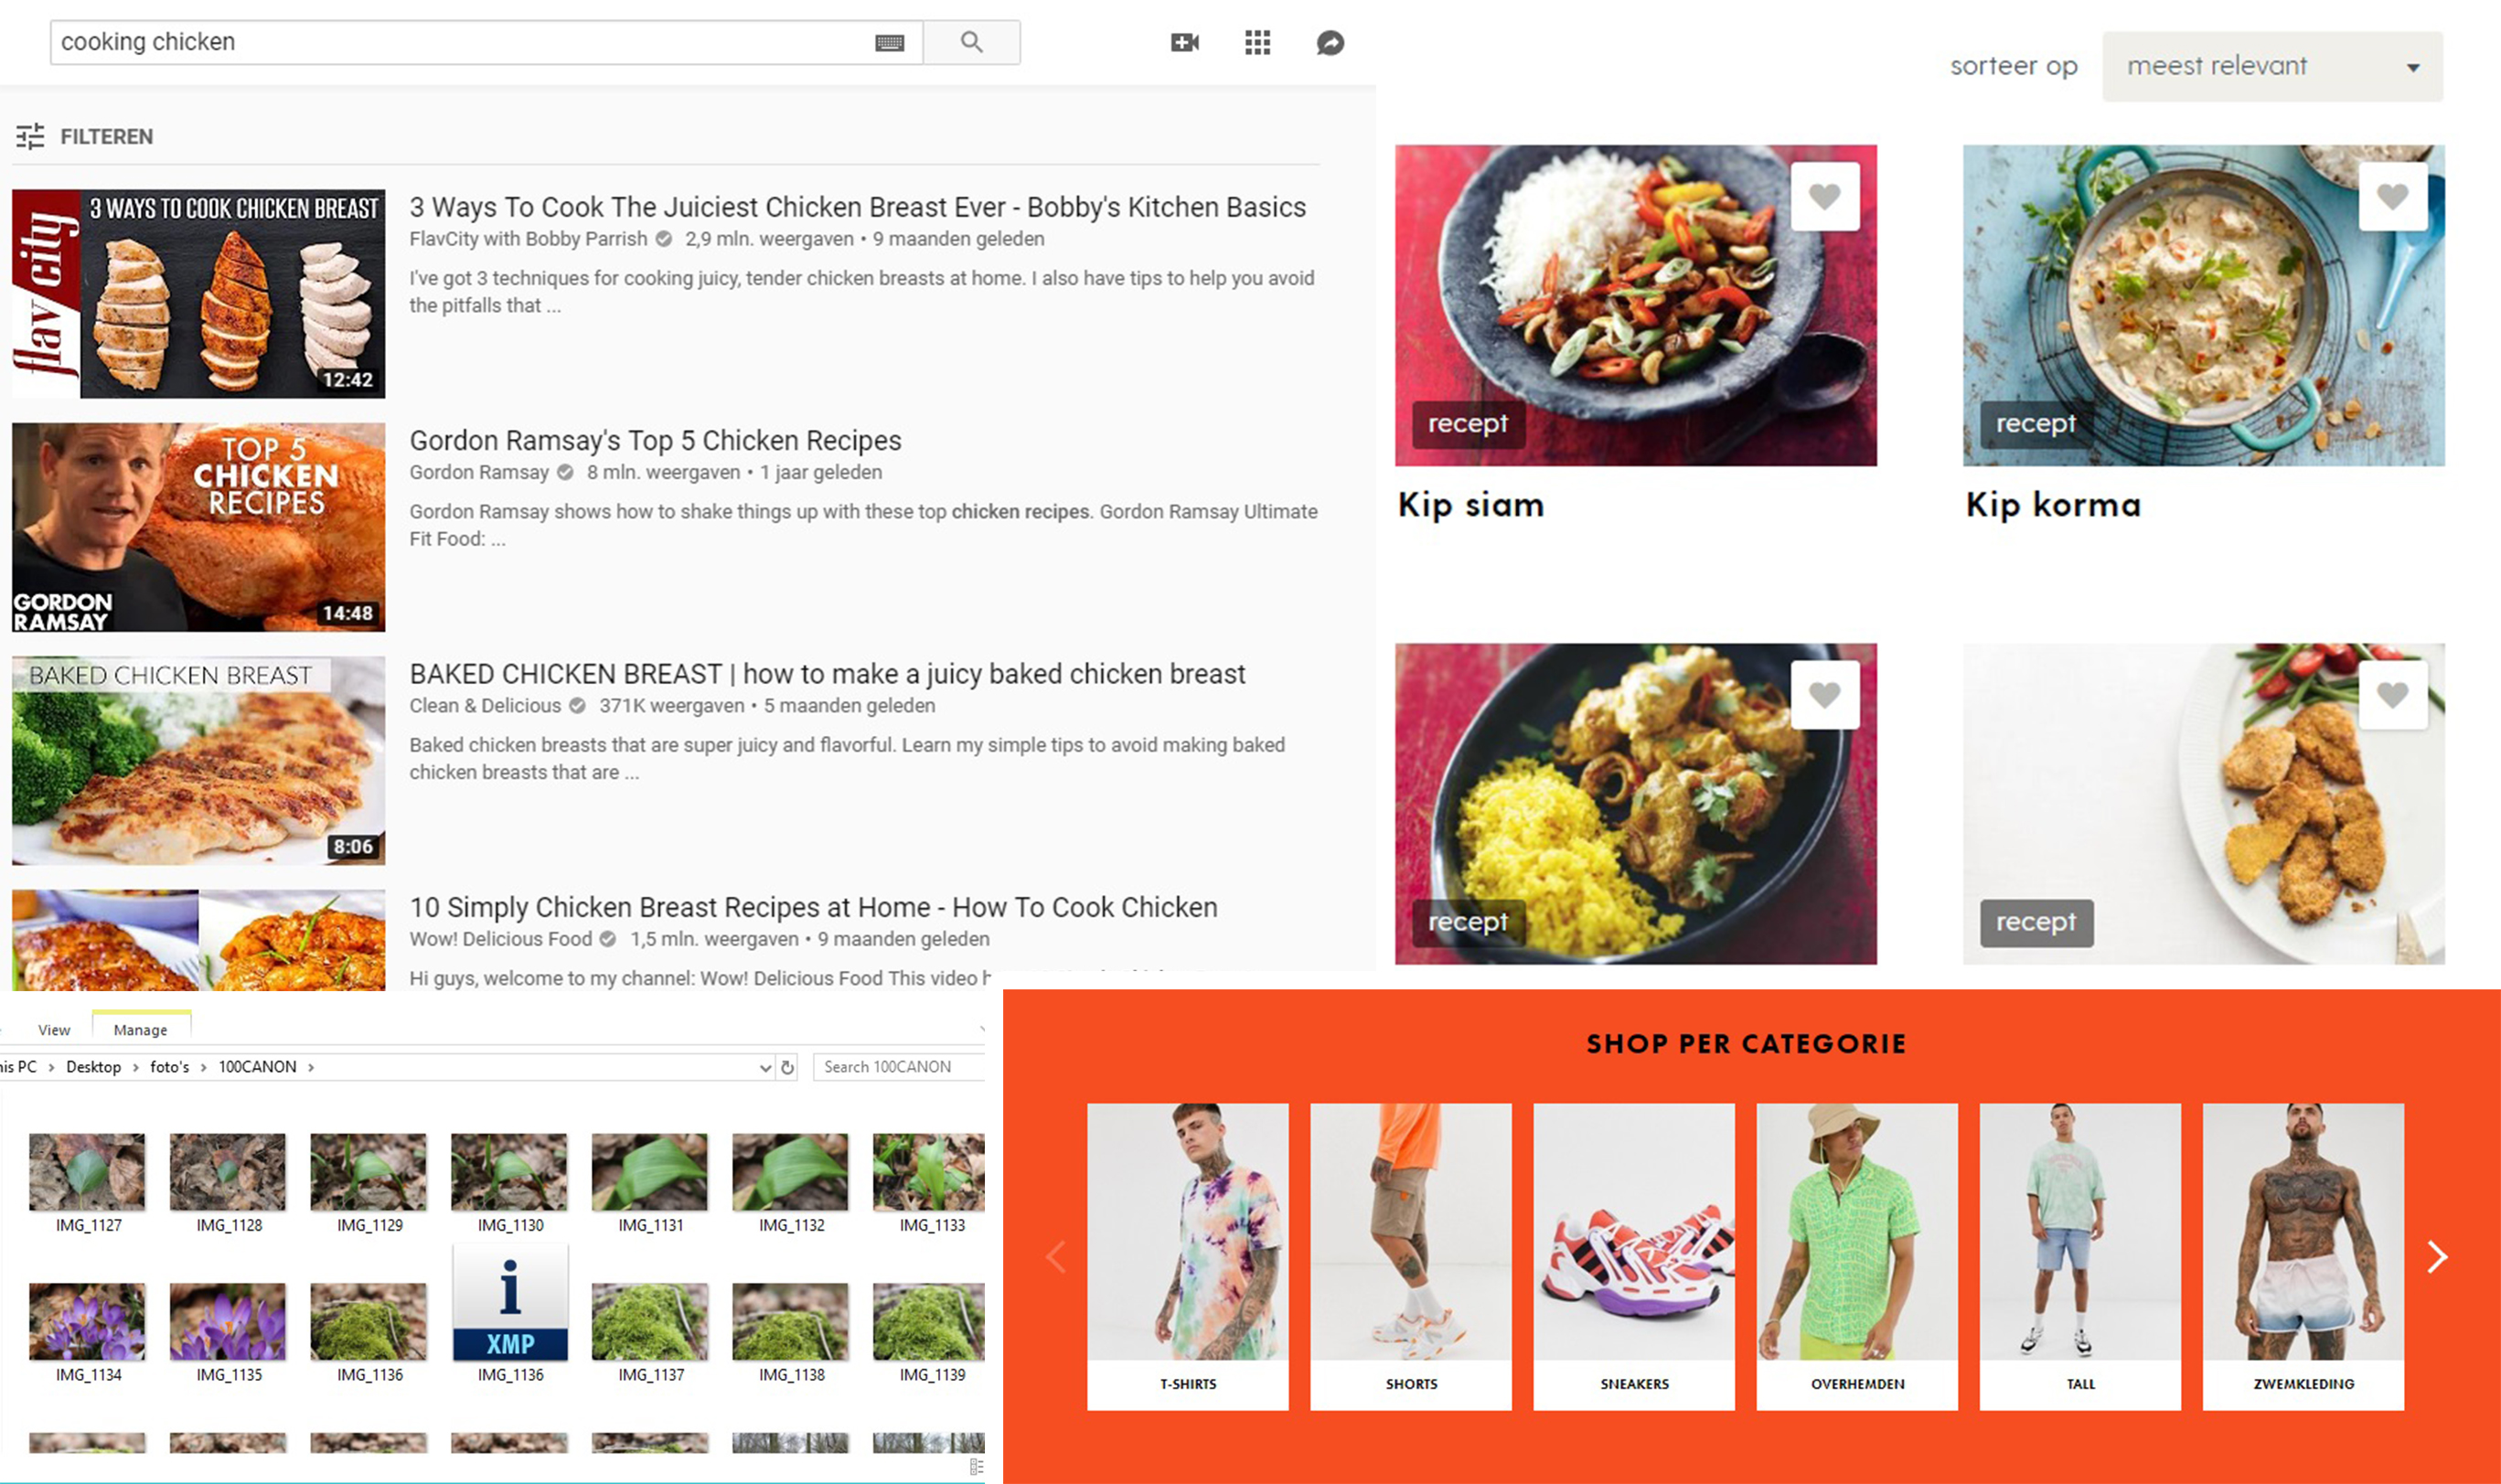 cooking chicken
FILTEREN
flav city
3 WAYS TO COOK CHICKEN BREAST
12:42
3 Ways To Cook The Juiciest Chicken Breast Ever - Bobby's Kitchen Basics
FlavCity with Bobby Parrish 2,9 mln. weergaven • 9 maanden geleden
I've got 3 techniques for cooking juicy, tender chicken breasts at home. I also have tips to help you avoid
the pitfalls that ...
TOP 5
CHICKEN
RECIPES
GORDON
RAMSAY
14:48
Gordon Ramsay's Top 5 Chicken Recipes
Gordon Ramsay 8 mln. weergaven • 1 jaar geleden
Gordon Ramsay shows how to shake things up with these top chicken recipes. Gordon Ramsay Ultimate
Fit Food: ...
BAKED CHICKEN BREAST
8:06
BAKED CHICKEN BREAST | how to make a juicy baked chicken breast
Clean & Delicious 371K weergaven • 5 maanden geleden
Baked chicken breasts that are super juicy and flavorful. Learn my simple tips to avoid making baked
chicken breasts that are ...
10 Simply Chicken Breast Recipes at Home - How To Cook Chicken
Wow! Delicious Food 1,5 mln. weergaven • 9 maanden geleden
Hi guys, welcome to my channel: Wow! Delicious Food This video
sorteer op meest relevant
recept
Kip siam
recept
Kip korma
recept
recept
View Manage
PC > Desktop > foto's > 100CANON >
Search 100CANON
IMG_1127 IMG_1128 IMG_1129 IMG_1130 IMG_1131 IMG_1132 IMG_1133
i
XMP
IMG_1134 IMG_1135 IMG_1136 IMG_1136 IMG_1137 IMG_1138 IMG_1139
SHOP PER CATEGORIE
T-SHIRTS SHORTS SNEAKERS OVERHEMDEN TALL ZWEMKLEDING